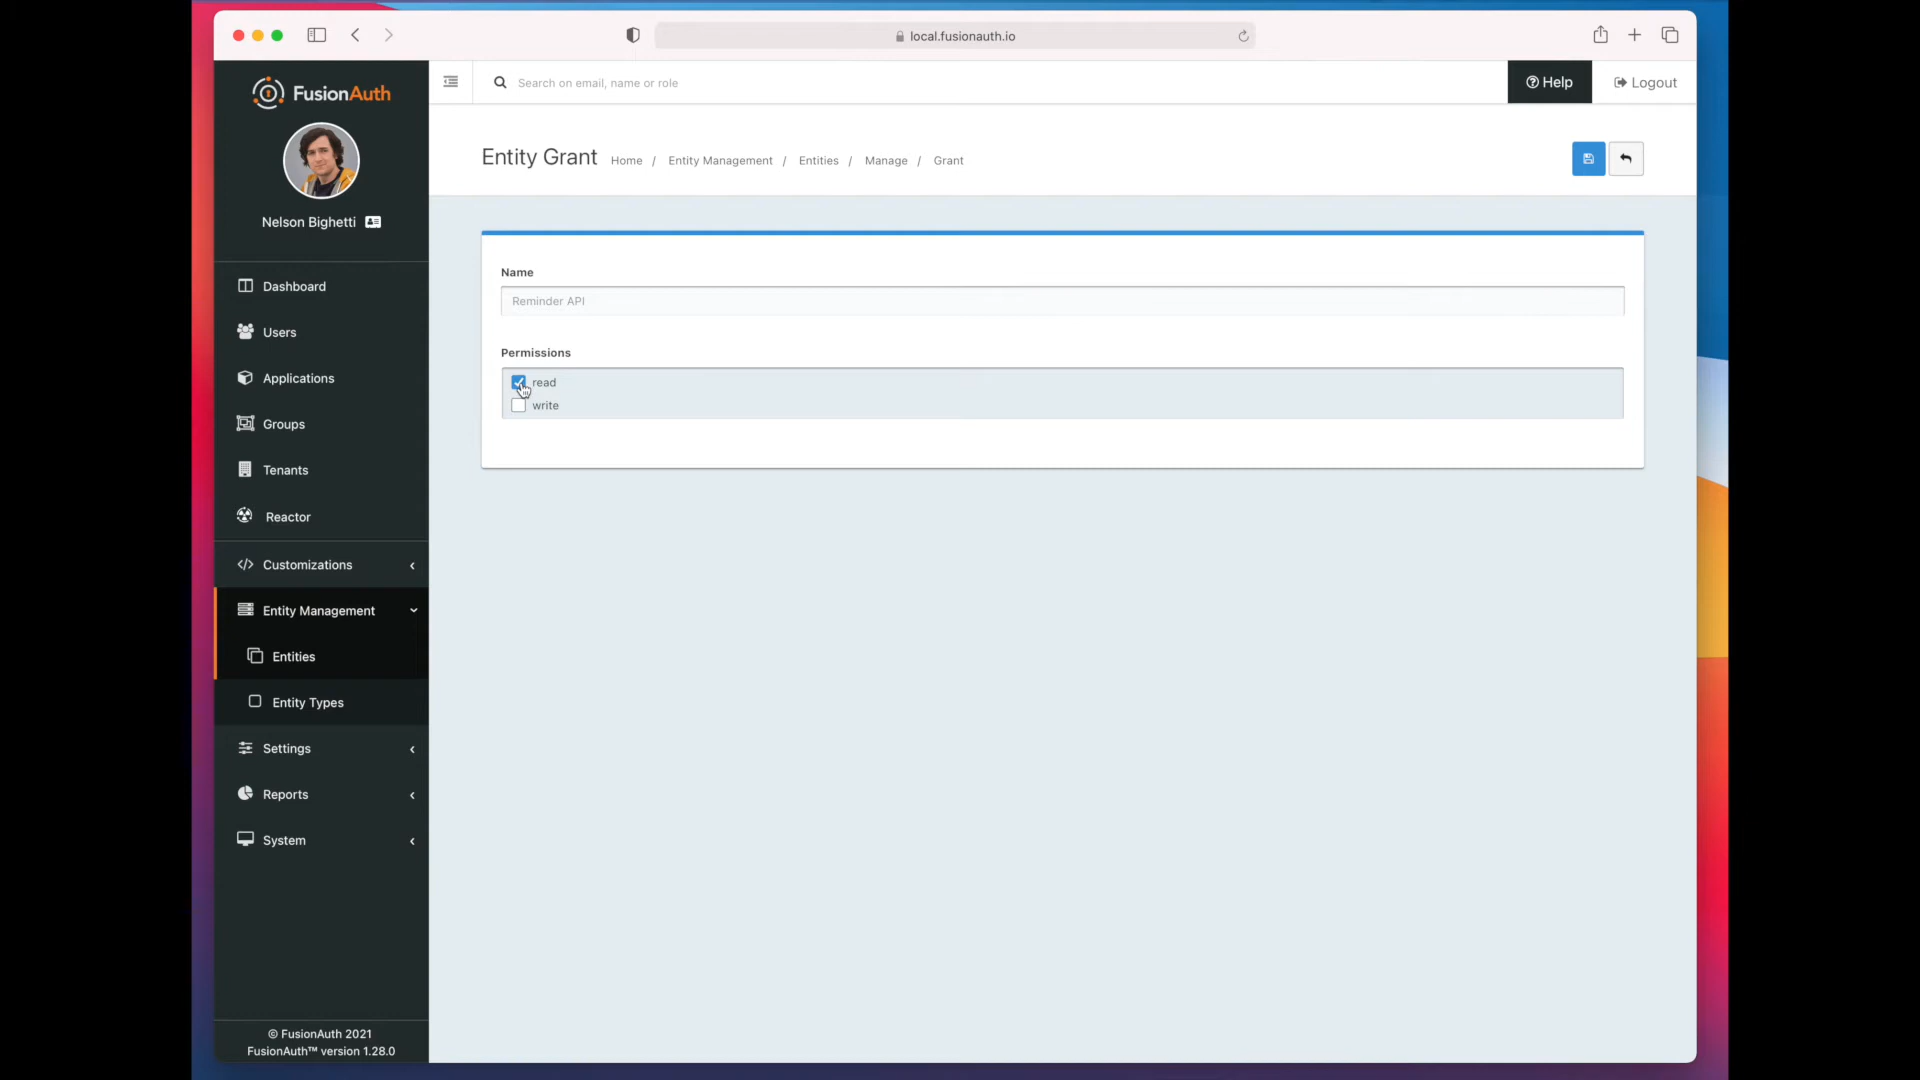 local.fusionauth.io
FusionAuth
Search on email, name or role
Help
Logout
Nelson Bighetti
Entity Grant
Home / Entity Management / Entities / Manage / Grant
Name
Reminder API
Permissions
read
write
Dashboard
Users
Applications
Groups
Tenants
Reactor
Customizations
Entity Management
Entities
Entity Types
Settings
Reports
System
© FusionAuth 2021
FusionAuth™ version 1.28.0